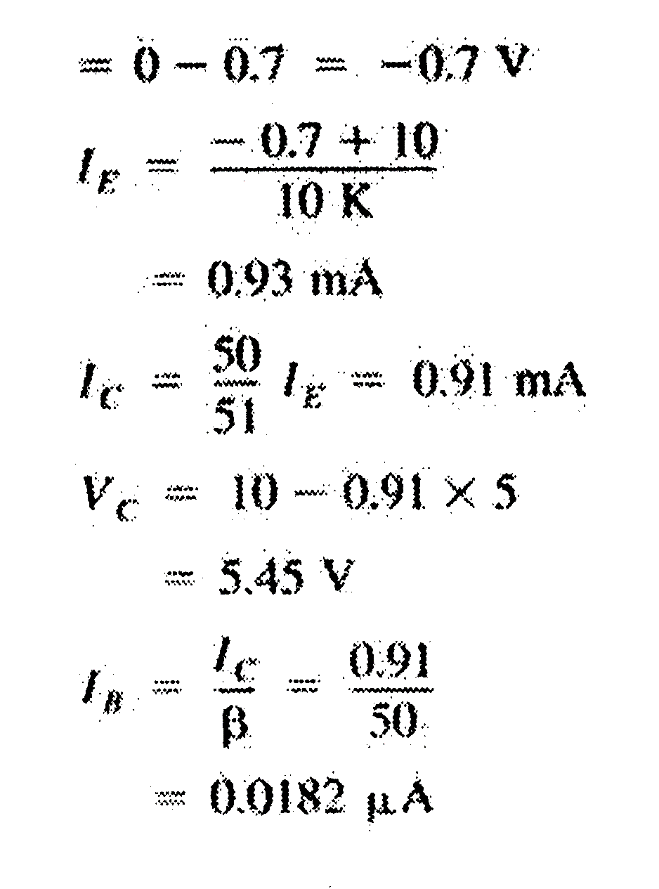 = 0 − 0.7 = −0.7 V
I_E = (− 0.7 + 10) / (10 K)
= 0.93 mA
I_C = 50/51 I_E = 0.91 mA
V_C = 10 − 0.91 × 5
= 5.45 V
I_B = I_C/β = 0.91/50
= 0.0182 μA